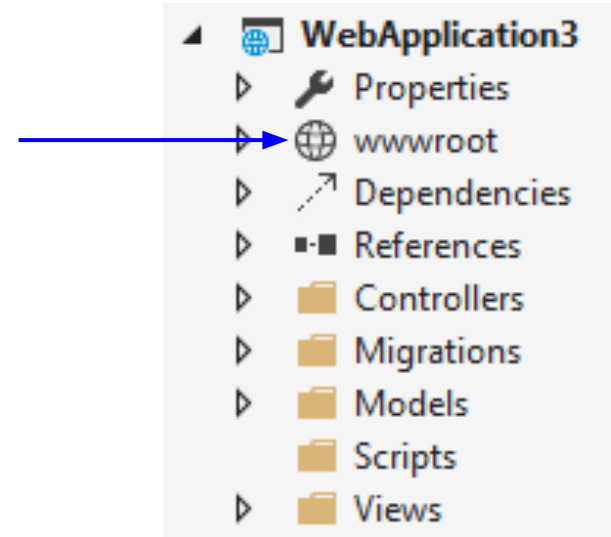 WebApplication3
Properties
wwwroot
Dependencies
References
Controllers
Migrations
Models
Scripts
Views